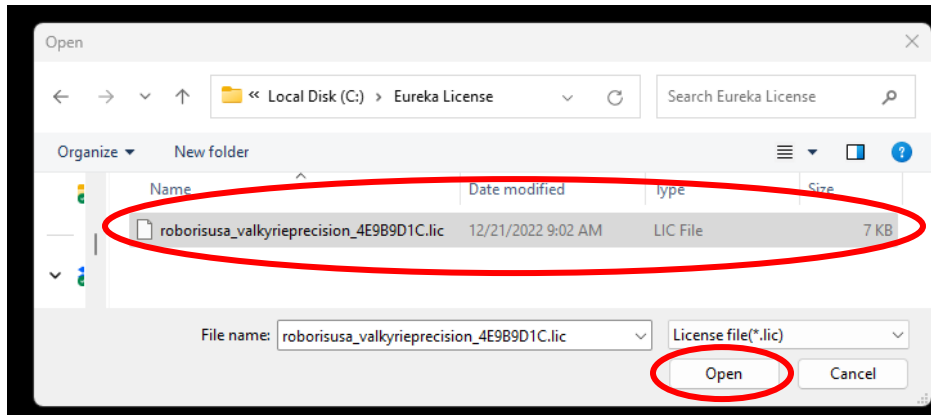 Open
« Local Disk (C:) > Eureka License
Search Eureka License
Organize
New folder
Name Date modified Type Size
roborisusa_valkyrieprecision_4E9B9D1C.lic 12/21/2022 9:02 AM LIC File 7 KB
File name: roborisusa_valkyrieprecision_4E9B9D1C.lic License file(*.lic)
Open Cancel